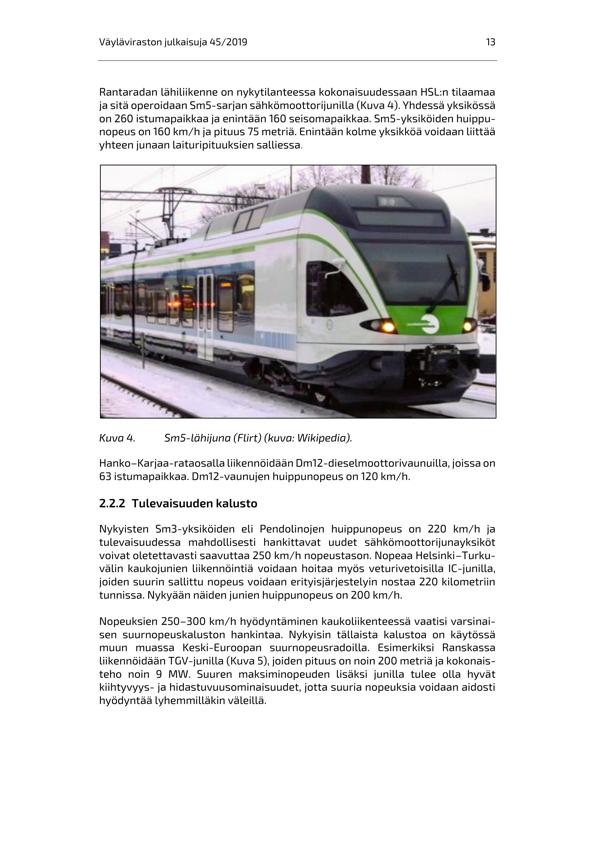 Väyläviraston julkaisuja 45/2019 13
Rantaradan lähiliikenne on nykytilanteessa kokonaisuudessaan HSL:n tilaamaa
ja sitä operoidaan Sm5-sarjan sähkömoottorijunilla (Kuva 4). Yhdessä yksikössä
on 260 istumapaikkaa ja enintään 160 seisomapaikkaa. Sm5-yksiköiden huippu-
nopeus on 160 km/h ja pituus 75 metriä. Enintään kolme yksikköä voidaan liittää
yhteen junaan laituripituuksien salliessa.
Kuva 4. Sm5-lähijuna (Flirt) (kuva: Wikipedia).
Hanko–Karjaa-rataosalla liikennöidään Dm12-dieselmoottorivaunuilla, joissa on
63 istumapaikkaa. Dm12-vaunujen huippunopeus on 120 km/h.
2.2.2 Tulevaisuuden kalusto
Nykyisten Sm3-yksiköiden eli Pendolinojen huippunopeus on 220 km/h ja
tulevaisuudessa mahdollisesti hankittavat uudet sähkömoottorijunayksiköt
voivat oletettavasti saavuttaa 250 km/h nopeustason. Nopeaa Helsinki–Turku-
välin kaukojunien liikennöintiä voidaan hoitaa myös veturivetoisilla IC-junilla,
joiden suurin sallittu nopeus voidaan erityisjärjestelyin nostaa 220 kilometriin
tunnissa. Nykyään näiden junien huippunopeus on 200 km/h.
Nopeuksien 250–300 km/h hyödyntäminen kaukoliikenteessä vaatisi varsinai-
sen suurnopeuskaluston hankintaa. Nykyisin tällaista kalustoa on käytössä
muun muassa Keski-Euroopan suurnopeusradoilla. Esimerkiksi Ranskassa
liikennöidään TGV-junilla (Kuva 5), joiden pituus on noin 200 metriä ja kokonais-
teho noin 9 MW. Suuren maksiminopeuden lisäksi junilla tulee olla hyvät
kiihtyvyys- ja hidastuvuusominaisuudet, jotta suuria nopeuksia voidaan aidosti
hyödyntää lyhemmilläkin väleillä.